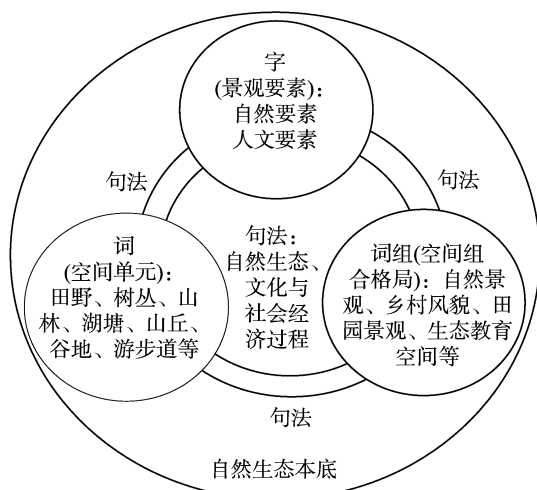 字
(景观要素)：
自然要素
人文要素
句法
句法
词
(空间单元)：
田野、树丛、山
林、湖塘、山丘、
谷地、游步道等
句法：
自然生态、
文化与
社会经
济过程
词组(空间组
合格局)：自然景
观、乡村风貌、田
园景观、生态教育
空间等
句法
自然生态本底